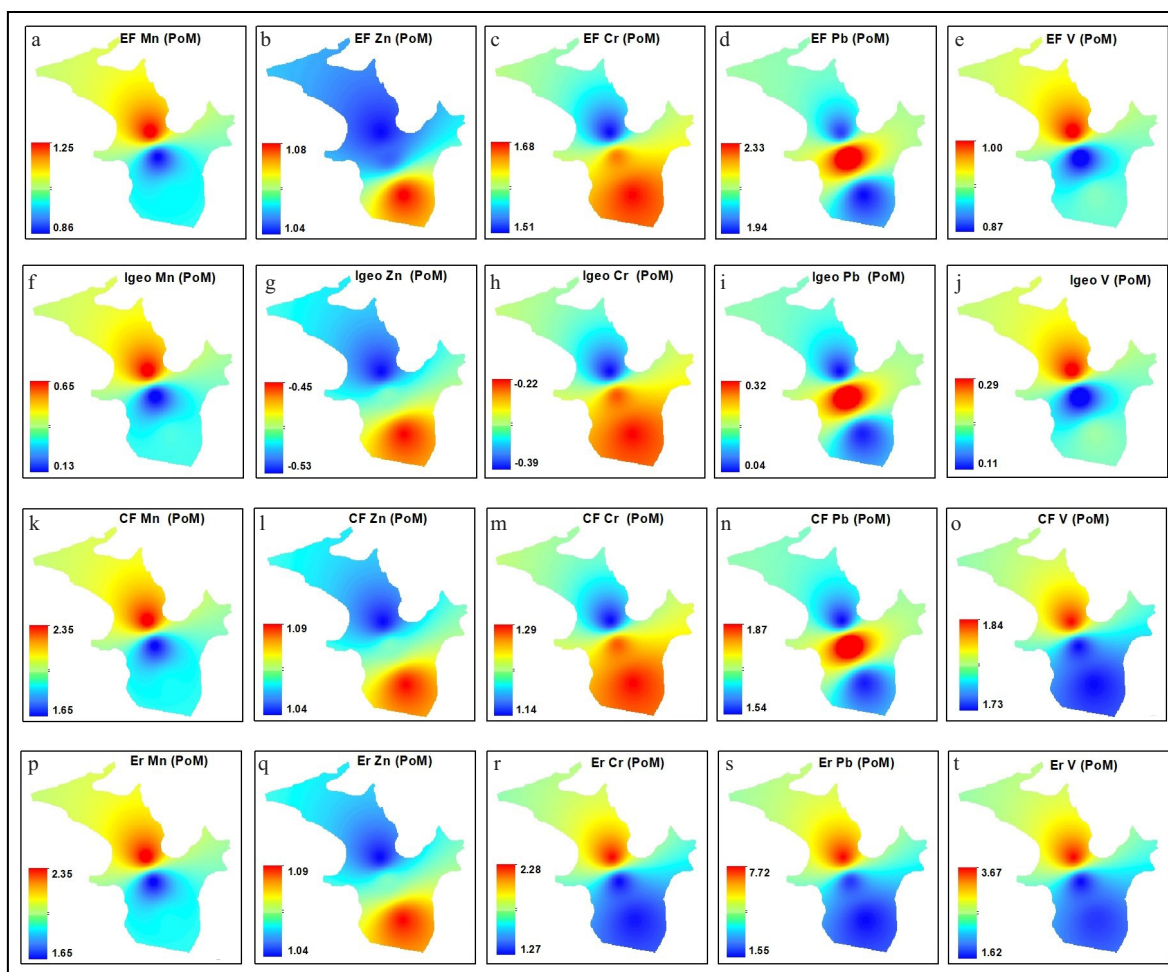 a EF Mn (PoM)
1.25
0.86
b EF Zn (PoM)
1.08
1.04
c EF Cr (PoM)
1.68
1.51
d EF Pb (PoM)
2.33
1.94
e EF V (PoM)
1.00
0.87
f Igeo Mn (PoM)
0.65
0.13
g Igeo Zn (PoM)
-0.45
-0.53
h Igeo Cr (PoM)
-0.22
-0.39
i Igeo Pb (PoM)
0.32
0.04
j Igeo V (PoM)
0.29
0.11
k CF Mn (PoM)
2.35
1.65
l CF Zn (PoM)
1.09
1.04
m CF Cr (PoM)
1.29
1.14
n CF Pb (PoM)
1.87
1.54
o CF V (PoM)
1.84
1.73
p Er Mn (PoM)
2.35
1.65
q Er Zn (PoM)
1.09
1.04
r Er Cr (PoM)
2.28
1.27
s Er Pb (PoM)
7.72
1.55
t Er V (PoM)
3.67
1.62